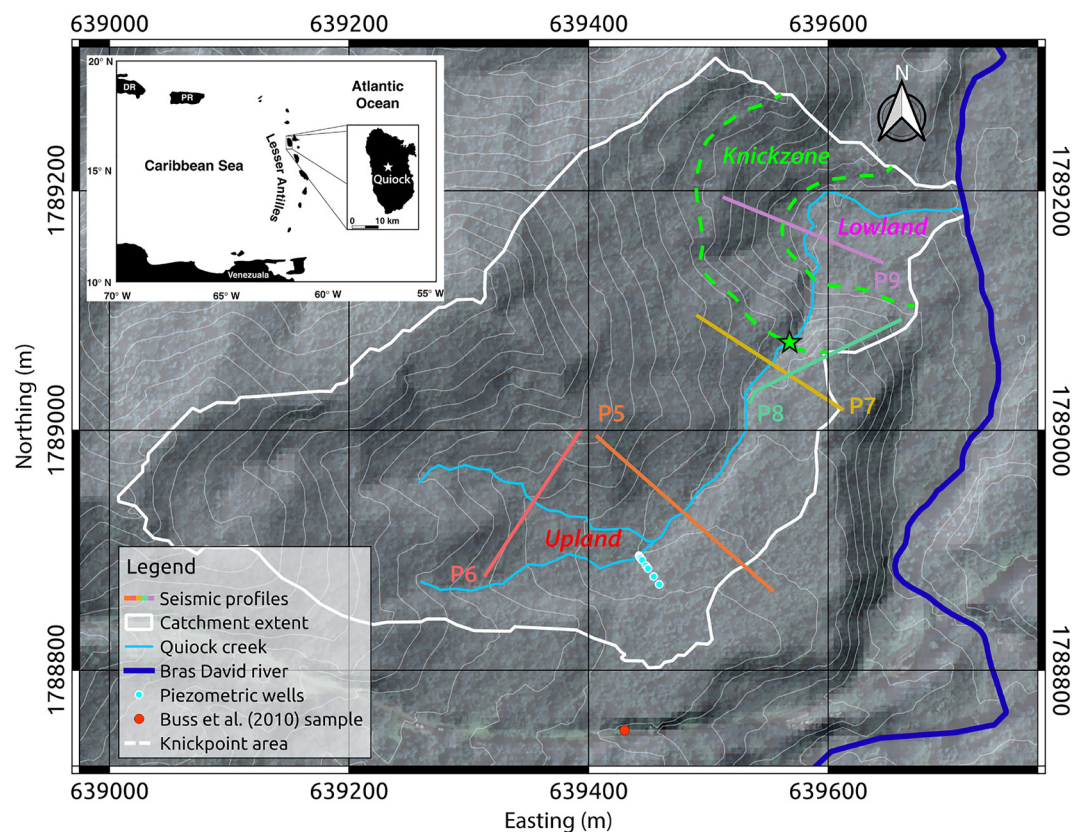 639000
639200
639400
639600
20° N
15° N
10° N
70° W
65° W
60° W
55° W
DR
PR
Atlantic
Ocean
Caribbean Sea
Lesser Antilles
Quiock
0
10 km
Venezuala
N
Knickzone
Lowland
P9
P8
P7
P5
P6
Upland
1789200
1789000
1788800
1789200
1789000
1788800
Northing (m)
Legend
Seismic profiles
Catchment extent
Quiock creek
Bras David river
Piezometric wells
Buss et al. (2010) sample
Knickpoint area
639000
639200
639400
639600
Easting (m)